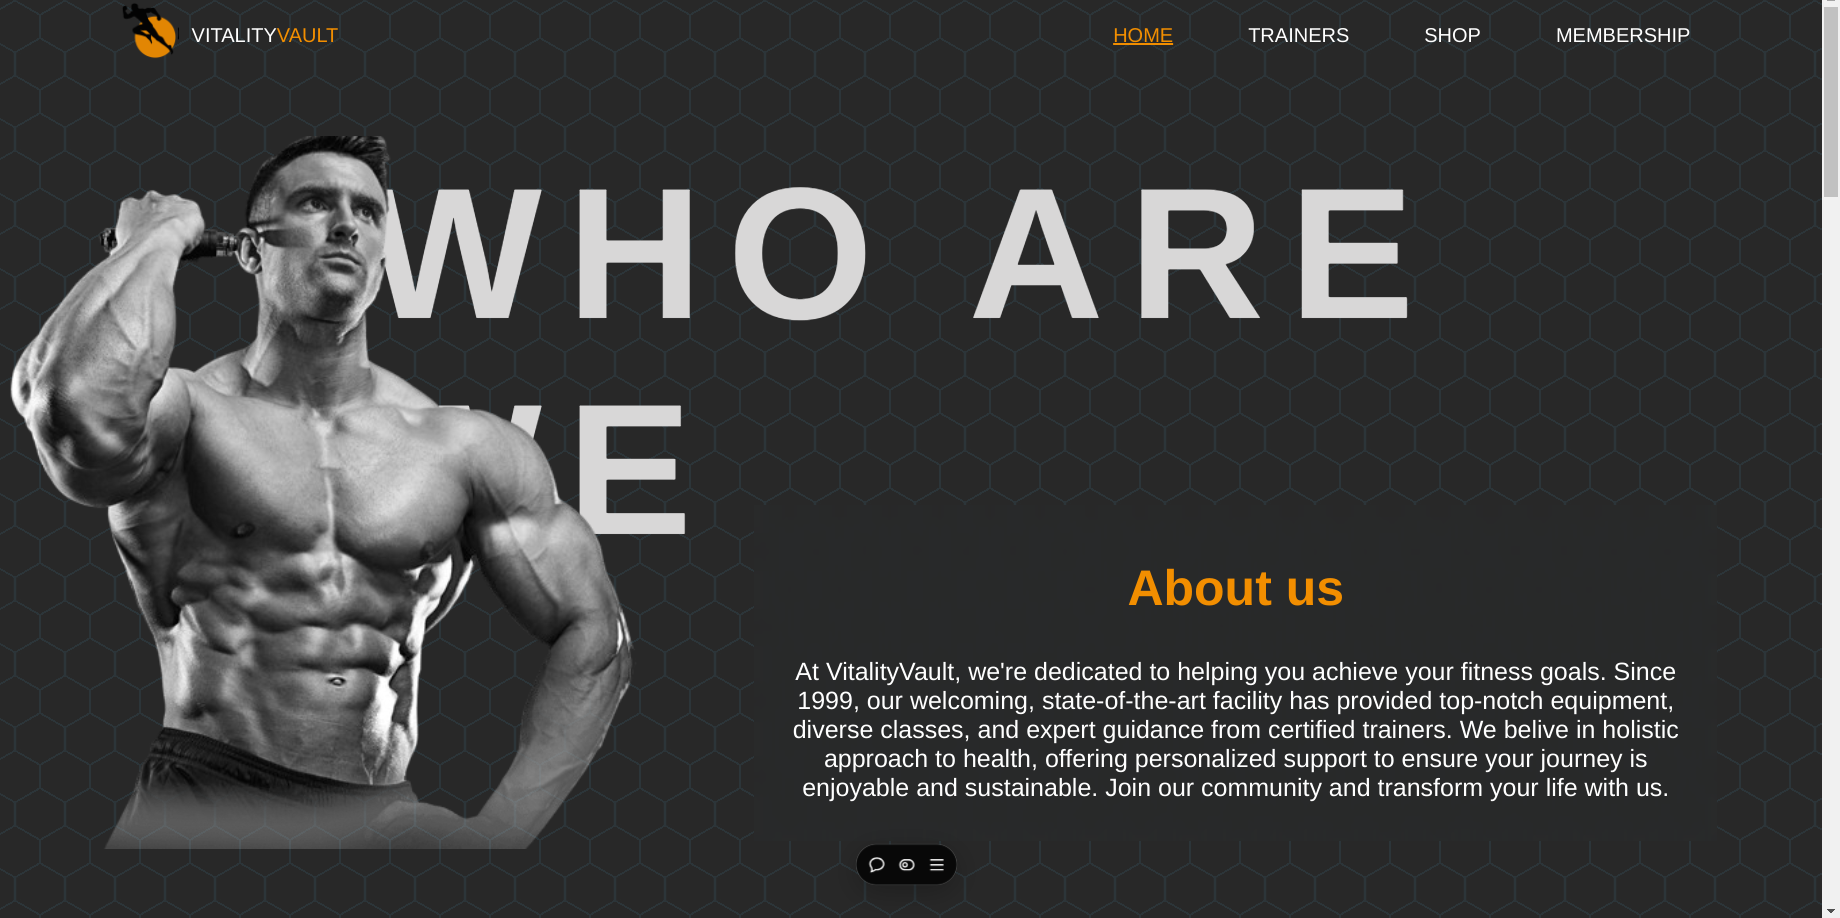 VITALITYVAULT
HOME
TRAINERS
SHOP
MEMBERSHIP
WHO ARE
WE
About us
At VitalityVault, we're dedicated to helping you achieve your fitness goals. Since
1999, our welcoming, state-of-the-art facility has provided top-notch equipment,
diverse classes, and expert guidance from certified trainers. We belive in holistic
approach to health, offering personalized support to ensure your journey is
enjoyable and sustainable. Join our community and transform your life with us.